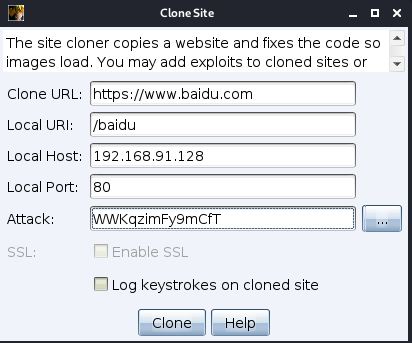 Clone Site
The site cloner copies a website and fixes the code so
images load. You may add exploits to cloned sites or
Clone URL: https://www.baidu.com
Local URI: /baidu
Local Host: 192.168.91.128
Local Port: 80
Attack: WWKqzimFy9mCfT ...
SSL: Enable SSL
Log keystrokes on cloned site
Clone Help